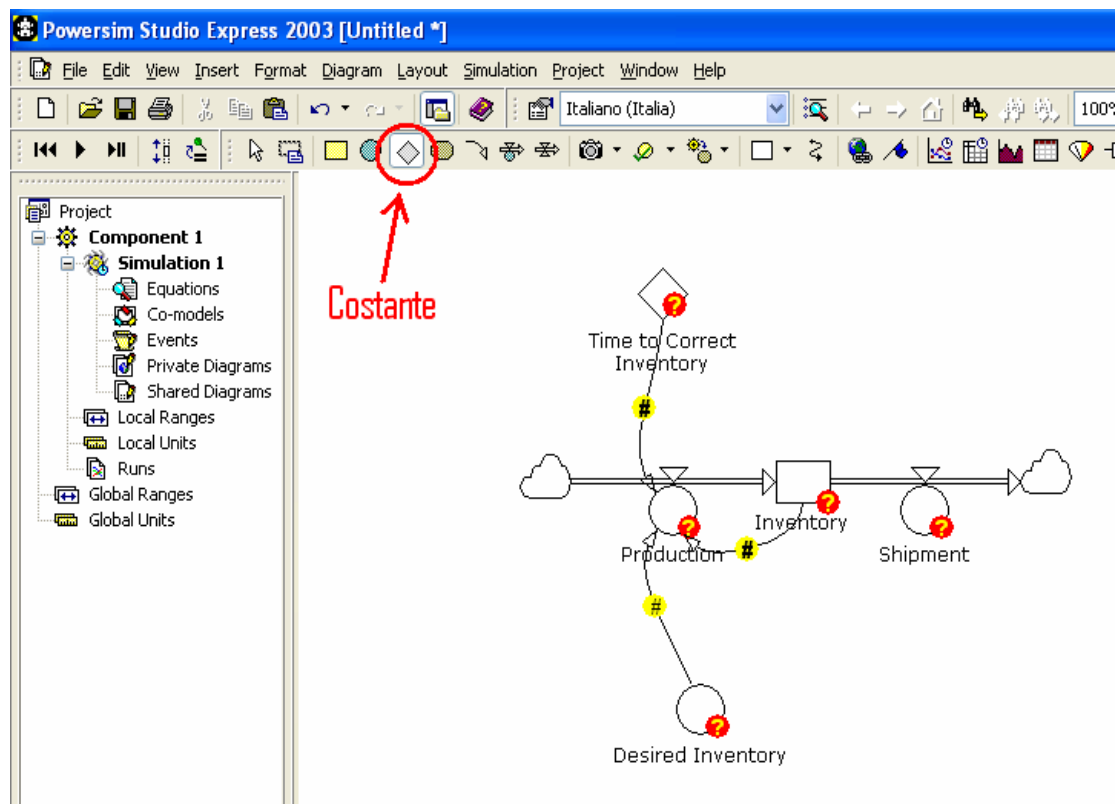 Powersim Studio Express 2003 [Untitled *]
File Edit View Insert Format Diagram Layout Simulation Project Window Help
Italiano (Italia) 100%
Project
Component 1
Simulation 1
Equations
Co-models
Events
Private Diagrams
Shared Diagrams
Local Ranges
Local Units
Runs
Global Ranges
Global Units
Costante
?
Time to Correct
Inventory
#
?
Inventory
?
Production
#
?
Shipment
#
?
Desired Inventory